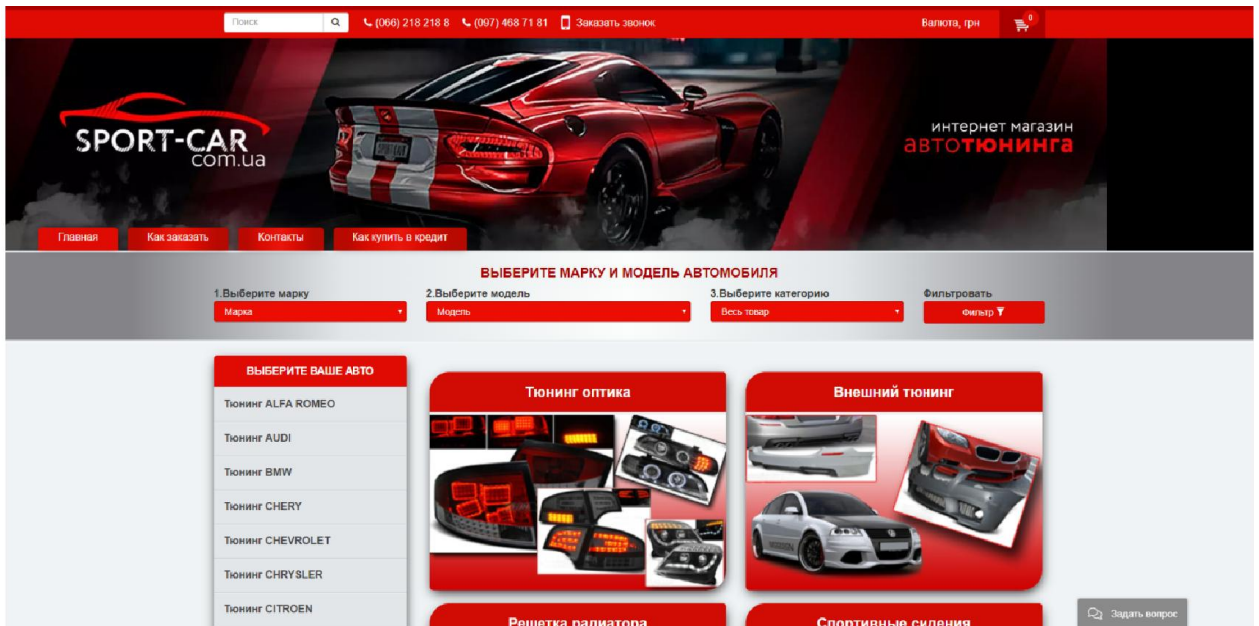 Поиск
(066) 218 218 8
(097) 468 71 81
Заказать звонок
Валюта, грн
0
SPORT-CAR
com.ua
интернет магазин
автотюнинга
Главная
Как заказать
Контакты
Как купить в кредит
ВЫБЕРИТЕ МАРКУ И МОДЕЛЬ АВТОМОБИЛЯ
1.Выберите марку
2.Выберите модель
3.Выберите категорию
Фильтровать
Марка
Модель
Весь товар
Фильтр
ВЫБЕРИТЕ ВАШЕ АВТО
Тюнинг ALFA ROMEO
Тюнинг AUDI
Тюнинг BMW
Тюнинг CHERY
Тюнинг CHEVROLET
Тюнинг CHRYSLER
Тюнинг CITROEN
Тюнинг оптика
Внешний тюнинг
Решетка радиатора
Спортивные сидения
Задать вопрос